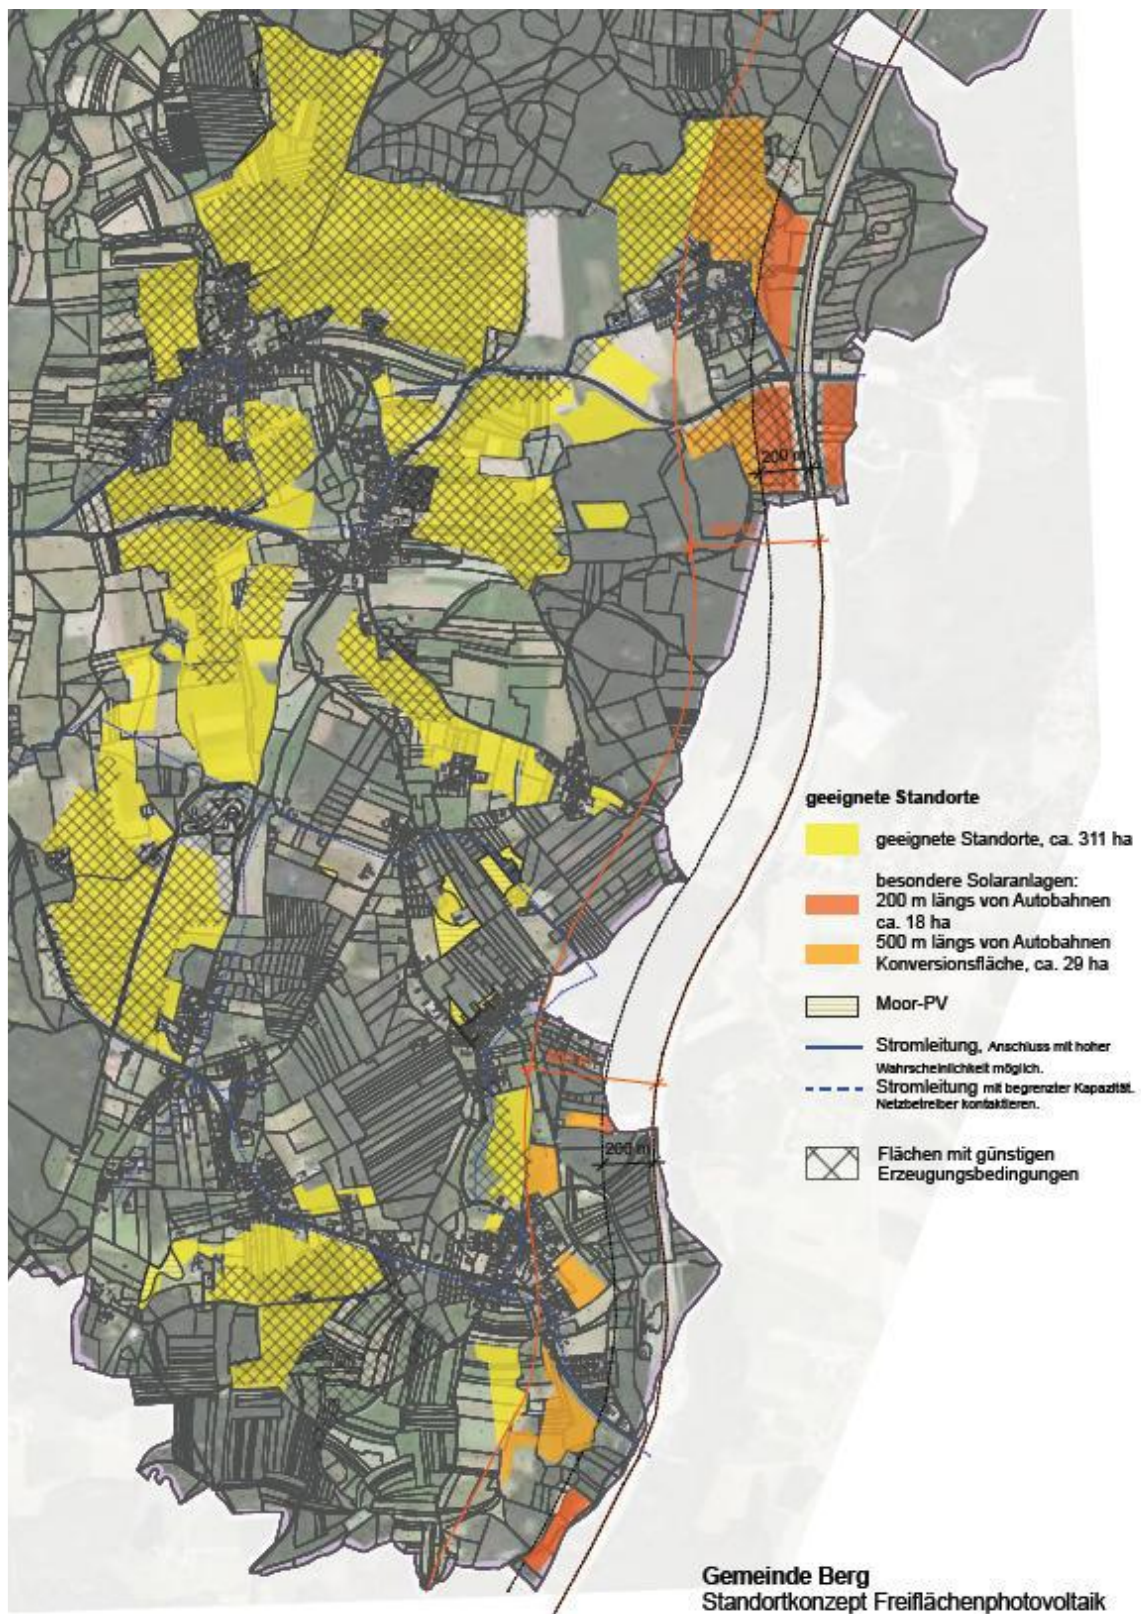 200 m
geeignete Standorte
geeignete Standorte, ca. 311 ha
besondere Solaranlagen:
200 m längs von Autobahnen
ca. 18 ha
500 m längs von Autobahnen
Konversionsfläche, ca. 29 ha
Moor-PV
Stromleitung, Anschluss mit hoher
Wahrscheinlichkeit möglich.
Stromleitung mit begrenzter Kapazität.
Netzbetreiber kontaktieren.
200 m
Flächen mit günstigen
Erzeugungsbedingungen
Gemeinde Berg
Standortkonzept Freiflächenphotovoltaik